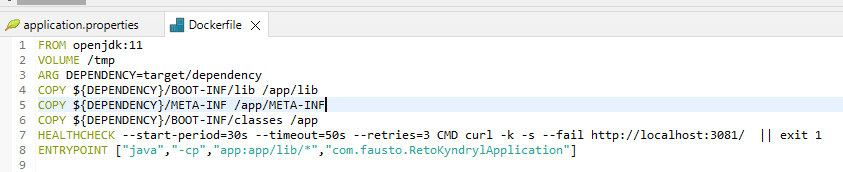 application.properties
Dockerfile
1 FROM openjdk:11
2 VOLUME /tmp
3 ARG DEPENDENCY=target/dependency
4 COPY ${DEPENDENCY}/BOOT-INF/lib /app/lib
5 COPY ${DEPENDENCY}/META-INF /app/META-INF
6 COPY ${DEPENDENCY}/BOOT-INF/classes /app
7 HEALTHCHECK --start-period=30s --timeout=50s --retries=3 CMD curl -k -s --fail http://localhost:3081/  || exit 1
8 ENTRYPOINT ["java","-cp","app:app/lib/*","com.fausto.RetoKyndrylApplication"]
9